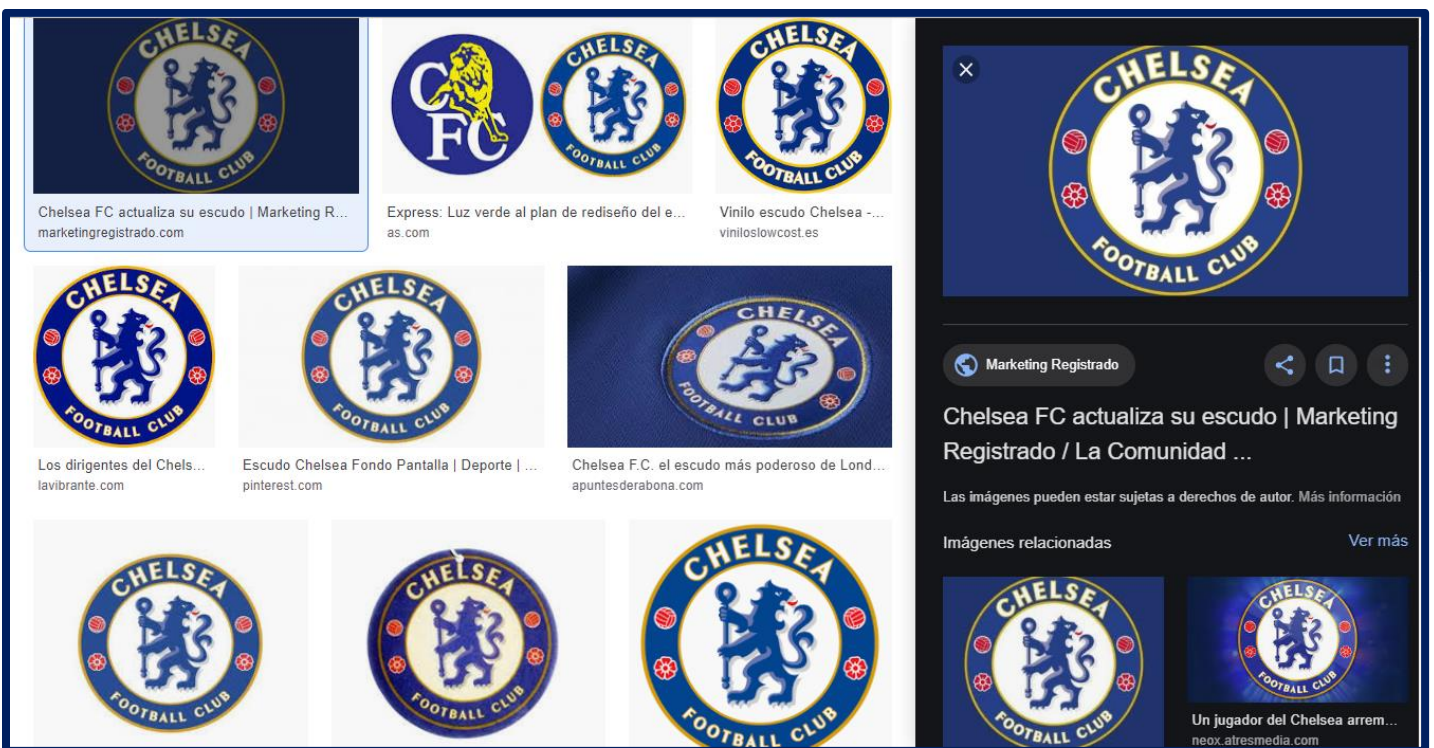 CHELSEA
FOOTBALL CLUB
CFC
CHELSEA
FOOTBALL CLUB
CHELSEA
FOOTBALL CLUB
Chelsea FC actualiza su escudo | Marketing R...
marketingregistrado.com
Express: Luz verde al plan de rediseño del e...
as.com
Vinilo escudo Chelsea -...
viniloslowcost.es
CHELSEA
FOOTBALL CLUB
CHELSEA
FOOTBALL CLUB
CHELSEA
FOOTBALL CLUB
Los dirigentes del Chels...
lavibrante.com
Escudo Chelsea Fondo Pantalla | Deporte | ...
pinterest.com
Chelsea F.C. el escudo más poderoso de Lond...
apuntesderabona.com
CHELSEA
FOOTBALL CLUB
CHELSEA
FOOTBALL CLUB
CHELSEA
FOOTBALL CLUB
CHELSEA
FOOTBALL CLUB
Marketing Registrado
Chelsea FC actualiza su escudo | Marketing
Registrado / La Comunidad ...
Las imágenes pueden estar sujetas a derechos de autor. Más información
Imágenes relacionadas
Ver más
CHELSEA
FOOTBALL CLUB
CHELSEA
FOOTBALL CLUB
Un jugador del Chelsea arrem...
neox.atresmedia.com